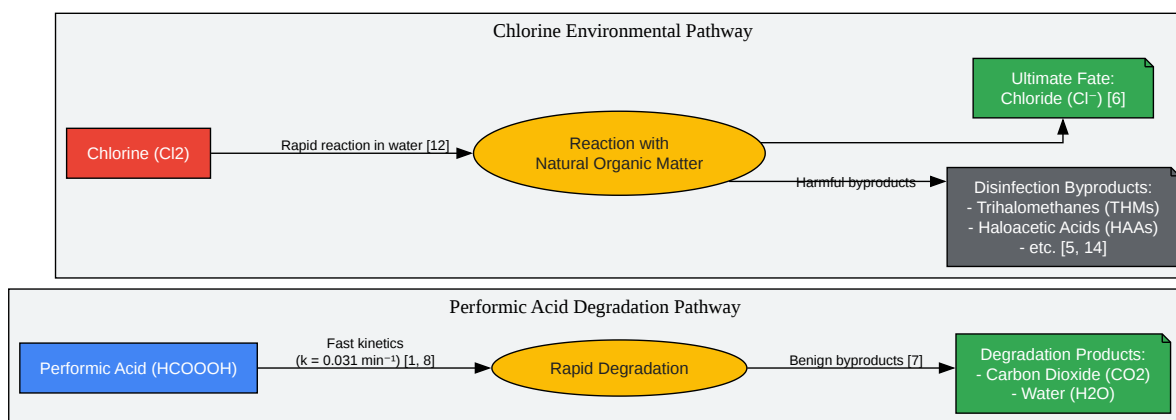 Chlorine Environmental Pathway
Chlorine (Cl2)
Rapid reaction in water [12]
Reaction with
Natural Organic Matter
Ultimate Fate:
Chloride (Cl⁻) [6]
Harmful byproducts
Disinfection Byproducts:
- Trihalomethanes (THMs)
- Haloacetic Acids (HAAs)
- etc. [5, 14]
Performic Acid Degradation Pathway
Performic Acid (HCOOOH)
Fast kinetics
(k = 0.031 min⁻¹) [1, 8]
Rapid Degradation
Benign byproducts [7]
Degradation Products:
- Carbon Dioxide (CO2)
- Water (H2O)